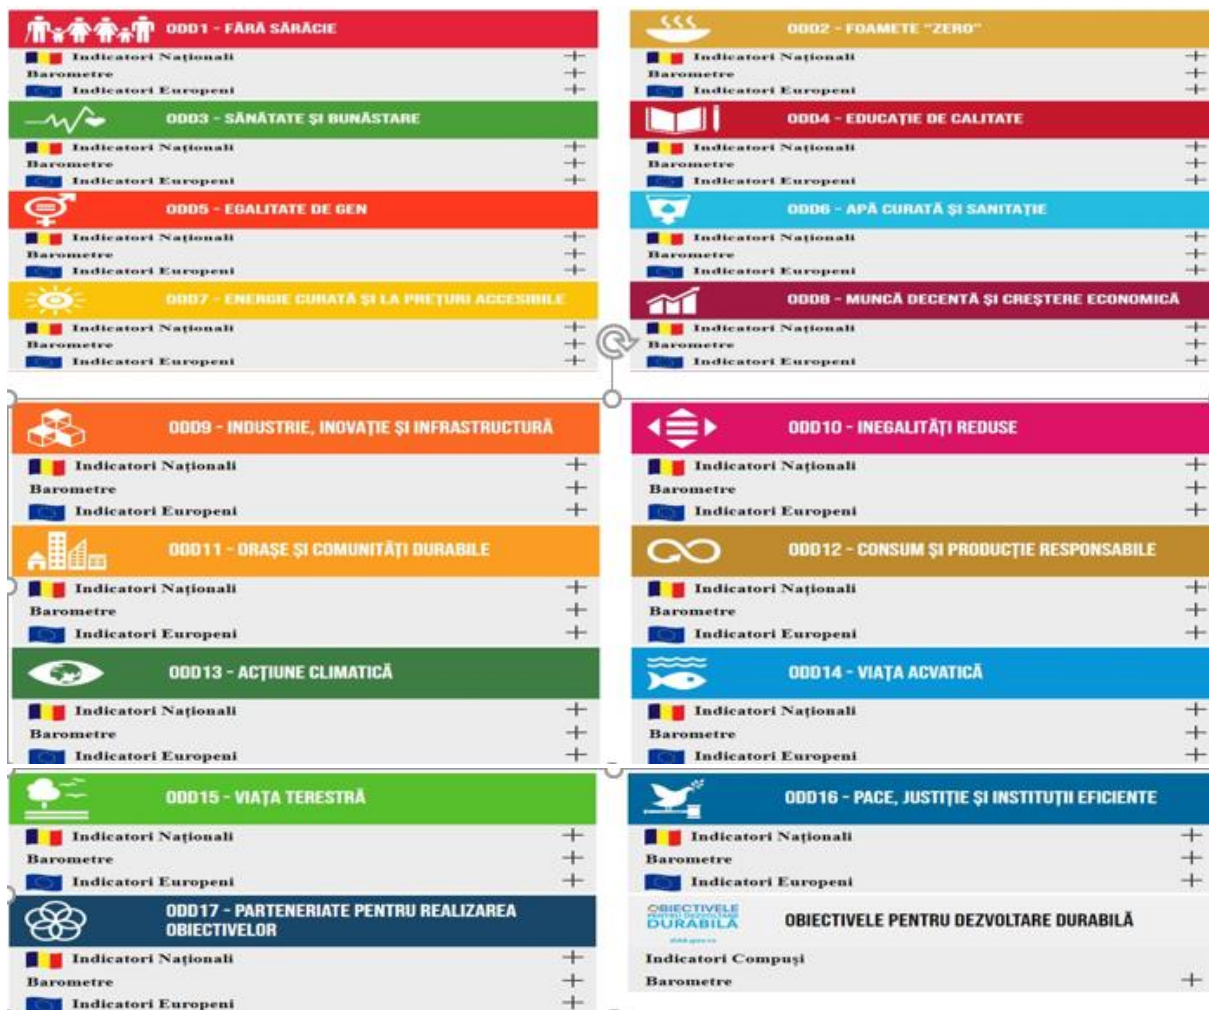 ODD1 - FĂRĂ SĂRĂCIE
Indicatori Naționali
Barometre
Indicatori Europeni
ODD2 - FOAMETE "ZERO"
Indicatori Naționali
Barometre
Indicatori Europeni
ODD3 - SĂNĂTATE ȘI BUNĂSTARE
Indicatori Naționali
Barometre
Indicatori Europeni
ODD4 - EDUCAȚIE DE CALITATE
Indicatori Naționali
Barometre
Indicatori Europeni
ODD5 - EGALITATE DE GEN
Indicatori Naționali
Barometre
Indicatori Europeni
ODD6 - APĂ CURATĂ ȘI SANITAȚIE
Indicatori Naționali
Barometre
Indicatori Europeni
ODD7 - ENERGIE CURATĂ ȘI LA PREȚURI ACCESIBILE
Indicatori Naționali
Barometre
Indicatori Europeni
ODD8 - MUNCĂ DECENTĂ ȘI CREȘTERE ECONOMICĂ
Indicatori Naționali
Barometre
Indicatori Europeni
ODD9 - INDUSTRIE, INOVAȚIE ȘI INFRASTRUCTURĂ
Indicatori Naționali
Barometre
Indicatori Europeni
ODD10 - INEGALITĂȚI REDUSE
Indicatori Naționali
Barometre
Indicatori Europeni
ODD11 - ORAȘE ȘI COMUNITĂȚI DURABILE
Indicatori Naționali
Barometre
Indicatori Europeni
ODD12 - CONSUM ȘI PRODUCȚIE RESPONSABILE
Indicatori Naționali
Barometre
Indicatori Europeni
ODD13 - ACȚIUNE CLIMATICĂ
Indicatori Naționali
Barometre
Indicatori Europeni
ODD14 - VIAȚA ACVATICĂ
Indicatori Naționali
Barometre
Indicatori Europeni
ODD15 - VIAȚA TERESTRĂ
Indicatori Naționali
Barometre
Indicatori Europeni
ODD16 - PACE, JUSTIȚIE ȘI INSTITUȚII EFICIENTE
Indicatori Naționali
Barometre
Indicatori Europeni
ODD17 - PARTENERIATE PENTRU REALIZAREA
OBIECTIVELOR
Indicatori Naționali
Barometre
Indicatori Europeni
OBIECTIVELE
PENTRU DEZVOLTARE
DURABILĂ
OBIECTIVELE PENTRU DEZVOLTARE DURABILĂ
Indicatori Compuși
Barometre